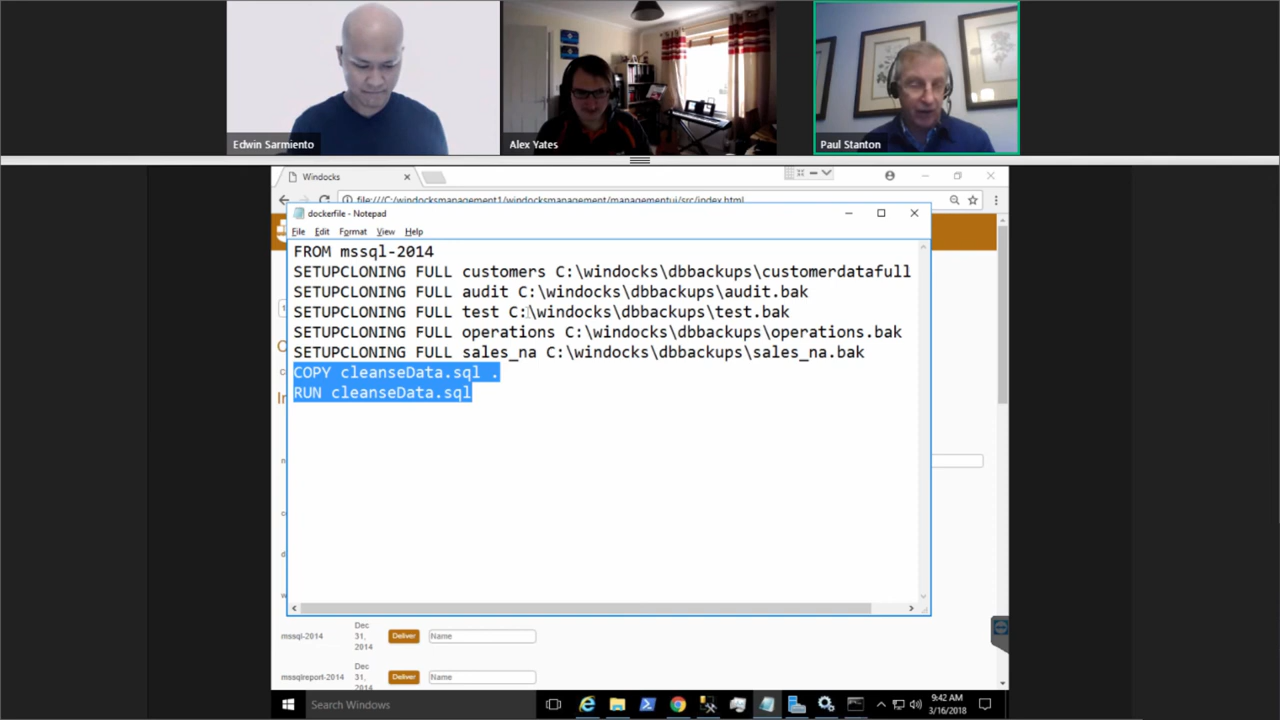 Edwin Sarmiento
Alex Yates
Paul Stanton
Windocks
file:///C:/windocksmanagement1/windocksmanagement/managementui/src/index.html
dockerfile - Notepad
File Edit Format View Help
FROM mssql-2014
SETUPCLONING FULL customers C:\windocks\dbbackups\customerdatafull
SETUPCLONING FULL audit C:\windocks\dbbackups\audit.bak
SETUPCLONING FULL test C:\windocks\dbbackups\test.bak
SETUPCLONING FULL operations C:\windocks\dbbackups\operations.bak
SETUPCLONING FULL sales_na C:\windocks\dbbackups\sales_na.bak
COPY cleanseData.sql .
RUN cleanseData.sql
mssql-2014 Dec 31, 2014 Deliver Name
mssqlreport-2014 Dec 31, 2014 Deliver Name
Search Windows
9:42 AM
3/16/2018